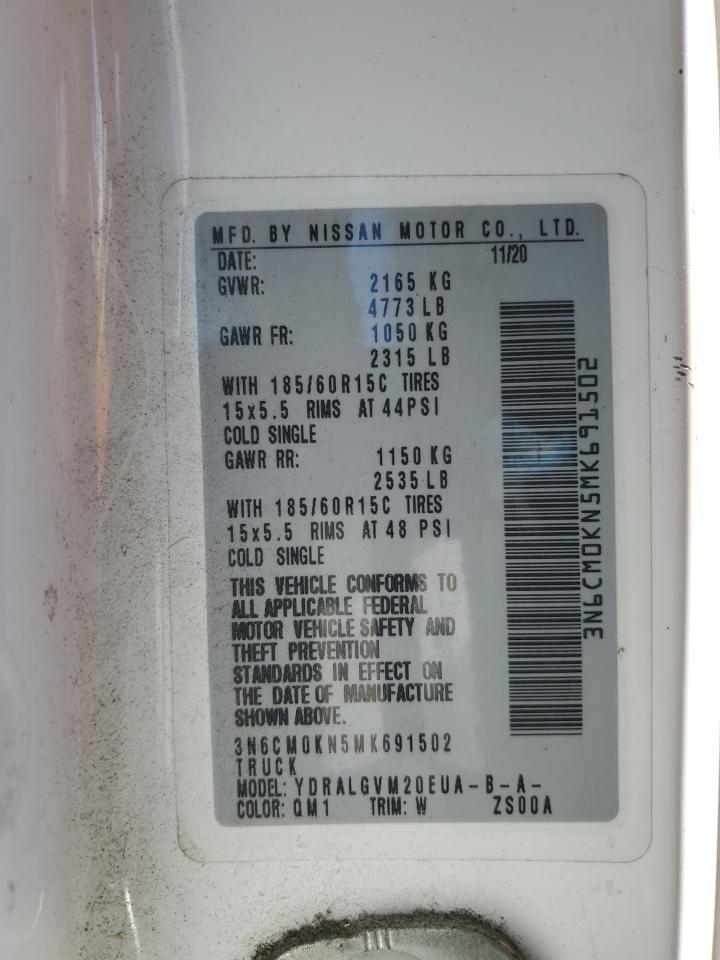 MFD. BY NISSAN MOTOR CO., LTD.
DATE: 11/20
GVWR: 2165 KG
4773 LB
GAWR FR: 1050 KG
2315 LB
WITH 185/60R15C TIRES
15x5.5 RIMS AT 44PSI
COLD SINGLE
GAWR RR: 1150 KG
2535 LB
WITH 185/60R15C TIRES
15x5.5 RIMS AT 48 PSI
COLD SINGLE
THIS VEHICLE CONFORMS TO
ALL APPLICABLE FEDERAL
MOTOR VEHICLE SAFETY AND
THEFT PREVENTION
STANDARDS IN EFFECT ON
THE DATE OF MANUFACTURE
SHOWN ABOVE.
3N6CM0KN5MK691502
TRUCK
MODEL: YDRALGVM20EUA-B-A-
COLOR: QM1 TRIM: W ZS00A
3N6CM0KN5MK691502